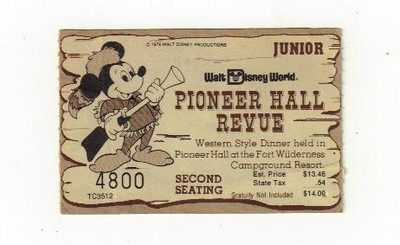 © 1979 WALT DISNEY PRODUCTIONS
JUNIOR
Walt Disney World®
PIONEER HALL
REVUE
Western Style Dinner held in
Pioneer Hall at the Fort Wilderness
Campground Resort.
4800
TC3512
SECOND
SEATING
Est. Price $13.46
State Tax .54
Gratuity Not Included $14.00